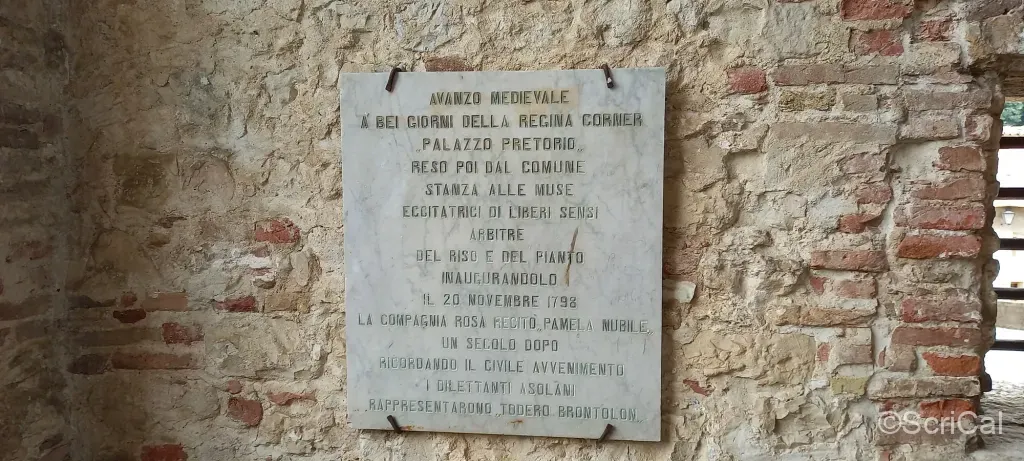 AVANZO MEDIEVALE
A' BEI GIORNI DELLA REGINA CORNER
„PALAZZO PRETORIO„
RESO POI DAL COMUNE
STANZA ALLE MUSE
ECCITATRICI DI LIBERI SENSI
ARBITRE
DEL RISO E DEL PIANTO
INAUGURANDOLO
IL 20 NOVEMBRE 1798
LA COMPAGNIA ROSA RECITÒ „PAMELA NUBILE„
UN SECOLO DOPO
RICORDANDO IL CIVILE AVVENIMENTO
I DILETTANTI ASOLANI
RAPPRESENTARONO „TODERO BRONTOLON„
©ScriCal